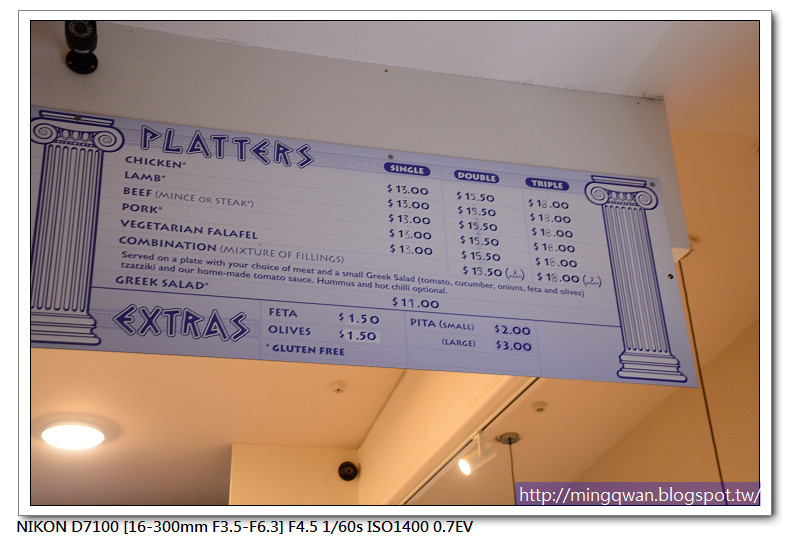 PLATTERS
SINGLE DOUBLE TRIPLE
CHICKEN* $13.00 $15.50 $18.00
LAMB* $13.00 $15.50 $18.00
BEEF (MINCE OR STEAK*) $13.00 $15.50 $18.00
PORK* $13.00 $15.50 $18.00
VEGETARIAN FALAFEL $13.00 $15.50 $18.00
COMBINATION (MIXTURE OF FILLINGS) $15.50 (2) $18.00 (3)
Served on a plate with your choice of meat and a small Greek Salad (tomato, cucumber, onions, feta and olives)
tzatziki and our home-made tomato sauce. Hummus and hot chilli optional.
GREEK SALAD* $11.00
EXTRAS
FETA $1.50
OLIVES $1.50
* GLUTEN FREE
PITA (SMALL) $2.00
(LARGE) $3.00
http://mingqwan.blogspot.tw/
NIKON D7100 [16-300mm F3.5-F6.3] F4.5 1/60s ISO1400 0.7EV